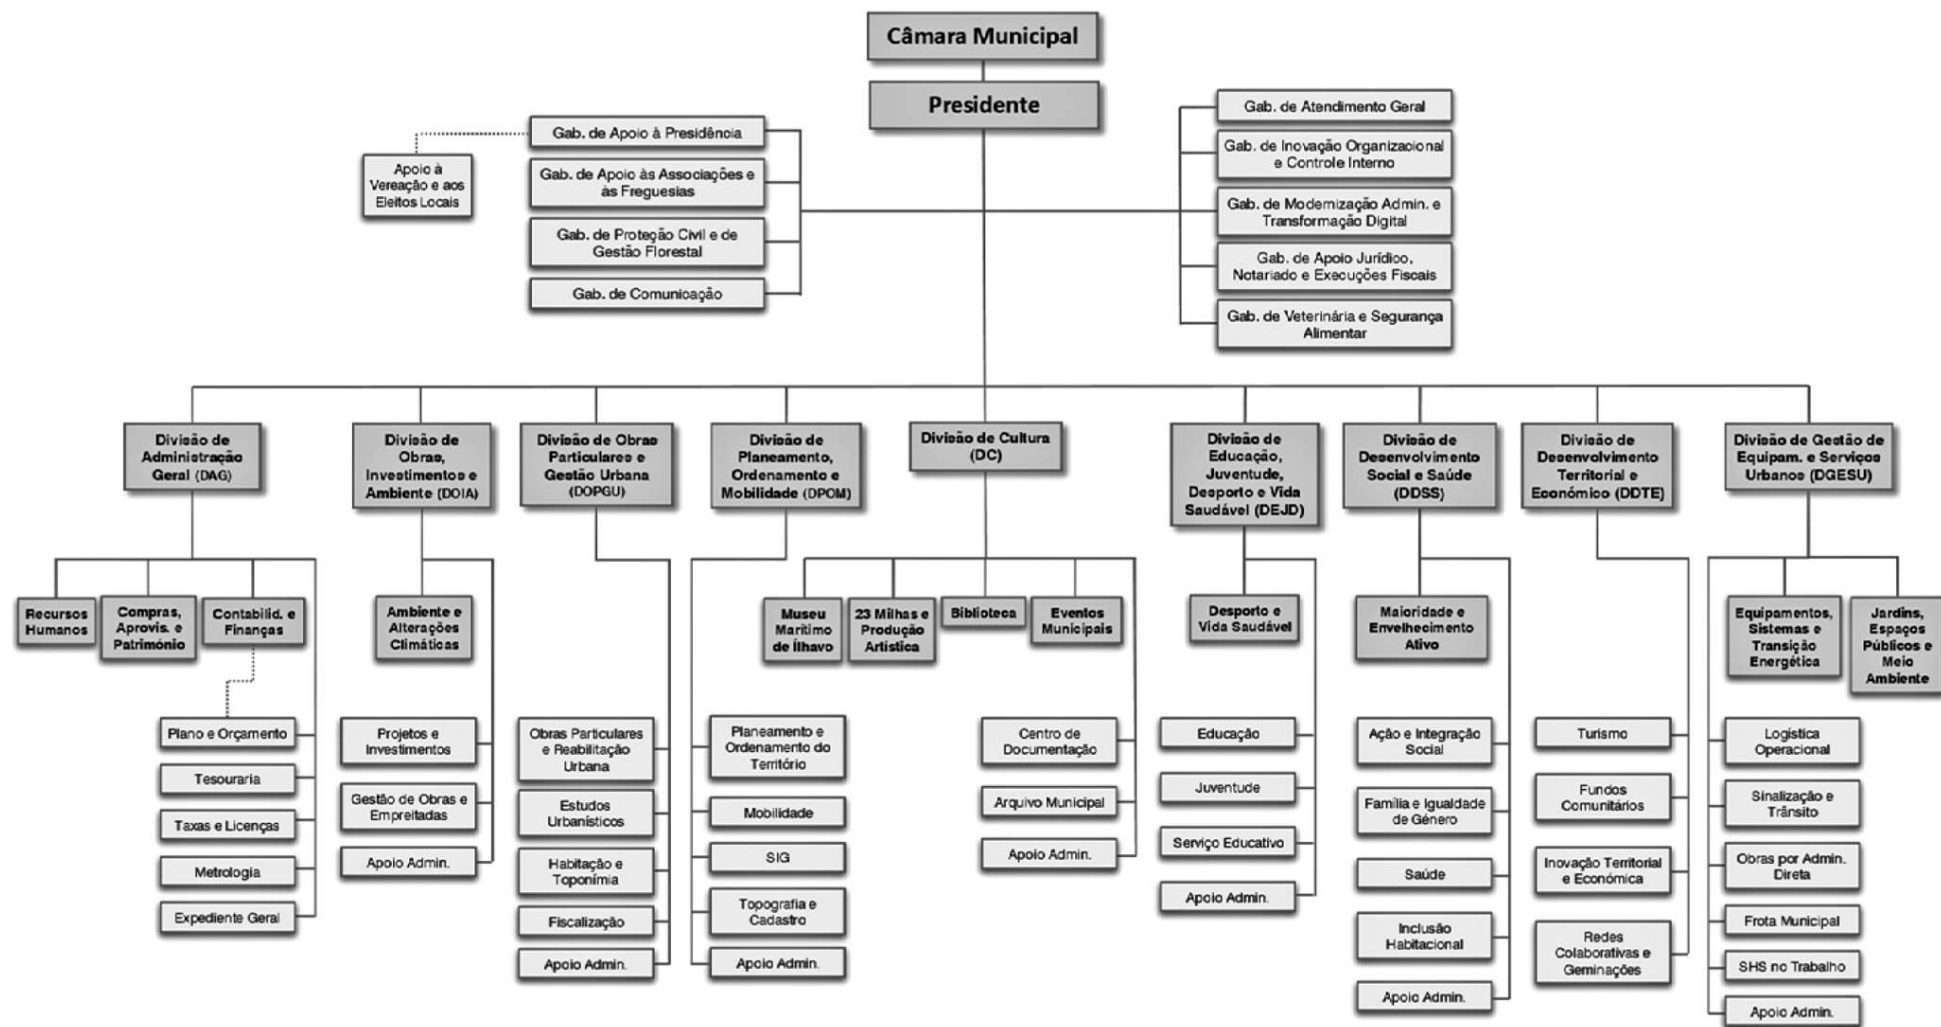 Câmara Municipal
Presidente
Gab. de Apoio à Presidência
Apoio à
Vereação e aos
Eleitos Locais
Gab. de Apoio às Associações e
às Freguesias
Gab. de Proteção Civil e de
Gestão Florestal
Gab. de Comunicação
Gab. de Atendimento Geral
Gab. de Inovação Organizacional
e Controle Interno
Gab. de Modernização Admin. e
Transformação Digital
Gab. de Apoio Jurídico,
Notariado e Execuções Fiscais
Gab. de Veterinária e Segurança
Alimentar
Divisão de
Administração
Geral (DAG)
Recursos
Humanos
Compras,
Aprovis. e
Património
Contabilid. e
Finanças
Plano e Orçamento
Tesouraria
Taxas e Licenças
Metrologia
Expediente Geral
Divisão de
Obras,
Investimentos e
Ambiente (DOIA)
Ambiente e
Alterações
Climáticas
Projetos e
Investimentos
Gestão de Obras e
Empreitadas
Apoio Admin.
Divisão de Obras
Particulares e
Gestão Urbana
(DOPGU)
Obras Particulares
e Reabilitação
Urbana
Estudos
Urbanísticos
Habitação e
Toponímia
Fiscalização
Apoio Admin.
Divisão de
Planeamento,
Ordenamento e
Mobilidade (DPOM)
Planeamento e
Ordenamento do
Território
Mobilidade
SIG
Topografia e
Cadastro
Apoio Admin.
Divisão de Cultura
(DC)
Museu
Marítimo
de Ílhavo
23 Milhas e
Produção
Artística
Biblioteca
Eventos
Municipais
Centro de
Documentação
Arquivo Municipal
Apoio Admin.
Divisão de
Educação,
Juventude,
Desporto e Vida
Saudável (DEJD)
Desporto e
Vida Saudável
Educação
Juventude
Serviço Educativo
Apoio Admin.
Divisão de
Desenvolvimento
Social e Saúde
(DDSS)
Maioridade e
Envelhecimento
Ativo
Ação e Integração
Social
Família e Igualdade
de Género
Saúde
Inclusão
Habitacional
Apoio Admin.
Divisão de
Desenvolvimento
Territorial e
Económico (DDTE)
Turismo
Fundos
Comunitários
Inovação Territorial
e Económica
Redes
Colaborativas e
Geminações
Divisão de Gestão de
Equipam. e Serviços
Urbanos (DGESU)
Equipamentos,
Sistemas e
Transição
Energética
Jardins,
Espaços
Públicos e
Meio
Ambiente
Logística
Operacional
Sinalização e
Trânsito
Obras por Admin.
Direta
Frota Municipal
SHS no Trabalho
Apoio Admin.